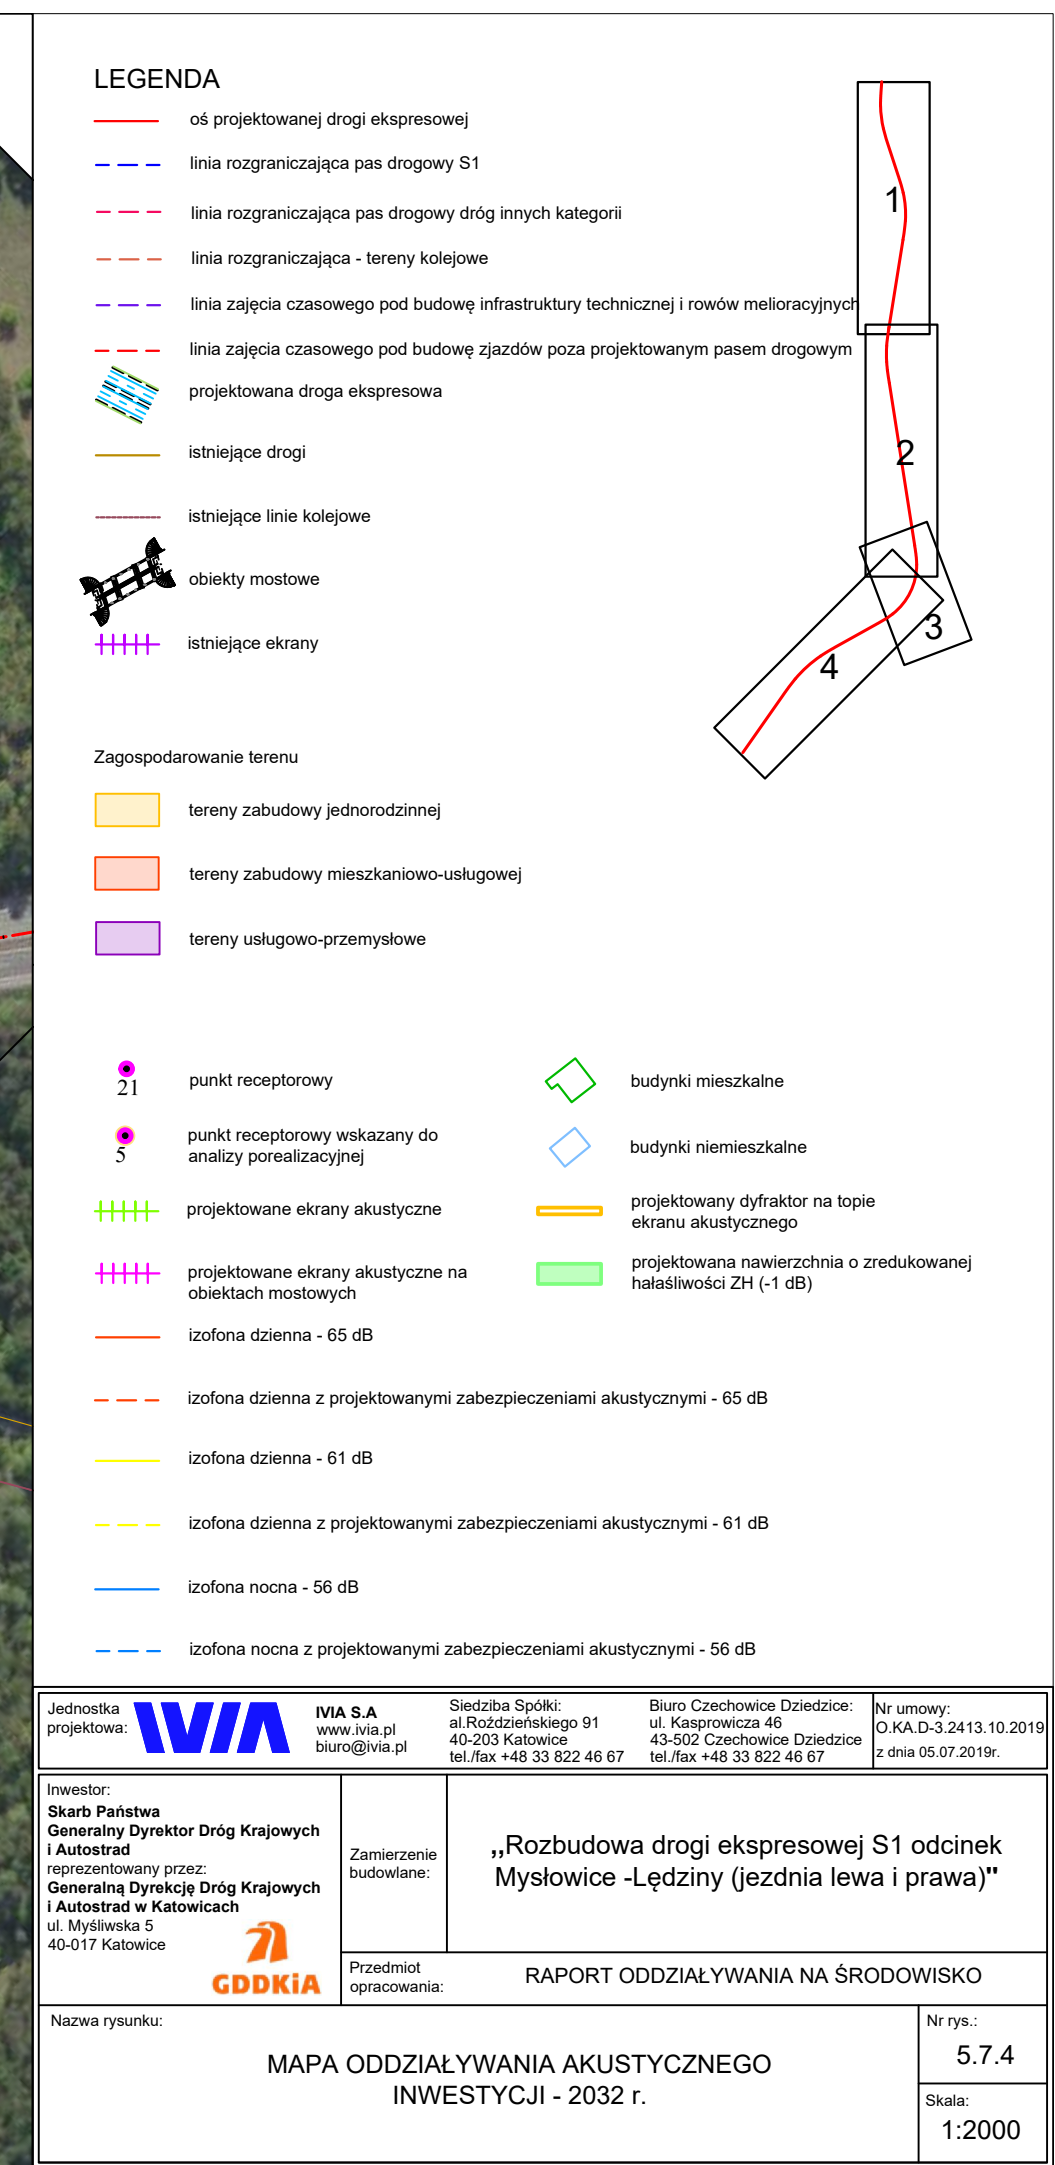 LEGENDA
oś projektowanej drogi ekspresowej
linia rozgraniczająca pas drogowy S1
linia rozgraniczająca pas drogowy dróg innych kategorii
linia rozgraniczająca - tereny kolejowe
linia zajęcia czasowego pod budowę infrastruktury technicznej i rowów melioracyjnych
linia zajęcia czasowego pod budowę zjazdów poza projektowanym pasem drogowym
projektowana droga ekspresowa
istniejące drogi
istniejące linie kolejowe
obiekty mostowe
istniejące ekrany
1
2
3
4
Zagospodarowanie terenu
tereny zabudowy jednorodzinnej
tereny zabudowy mieszkaniowo-usługowej
tereny usługowo-przemysłowe
21
punkt receptorowy
5
punkt receptorowy wskazany do
analizy porealizacyjnej
projektowane ekrany akustyczne
projektowane ekrany akustyczne na
obiektach mostowych
budynki mieszkalne
budynki niemieszkalne
projektowany dyfraktor na topie
ekranu akustycznego
projektowana nawierzchnia o zredukowanej
hałaśliwości ZH (-1 dB)
izofona dzienna - 65 dB
izofona dzienna z projektowanymi zabezpieczeniami akustycznymi - 65 dB
izofona dzienna - 61 dB
izofona dzienna z projektowanymi zabezpieczeniami akustycznymi - 61 dB
izofona nocna - 56 dB
izofona nocna z projektowanymi zabezpieczeniami akustycznymi - 56 dB
Jednostka
projektowa:
IVIA
IVIA S.A
www.ivia.pl
biuro@ivia.pl
Siedziba Spółki:
al.Roździeńskiego 91
40-203 Katowice
tel./fax +48 33 822 46 67
Biuro Czechowice Dziedzice:
ul. Kasprowicza 46
43-502 Czechowice Dziedzice
tel./fax +48 33 822 46 67
Nr umowy:
O.KA.D-3.2413.10.2019
z dnia 05.07.2019r.
Inwestor:
Skarb Państwa
Generalny Dyrektor Dróg Krajowych
i Autostrad
reprezentowany przez:
Generalną Dyrekcję Dróg Krajowych
i Autostrad w Katowicach
ul. Myśliwska 5
40-017 Katowice
GDDKiA
Zamierzenie
budowlane:
„Rozbudowa drogi ekspresowej S1 odcinek
Mysłowice -Lędziny (jezdnia lewa i prawa)"
Przedmiot
opracowania:
RAPORT ODDZIAŁYWANIA NA ŚRODOWISKO
Nazwa rysunku:
MAPA ODDZIAŁYWANIA AKUSTYCZNEGO
INWESTYCJI - 2032 r.
Nr rys.:
5.7.4
Skala:
1:2000